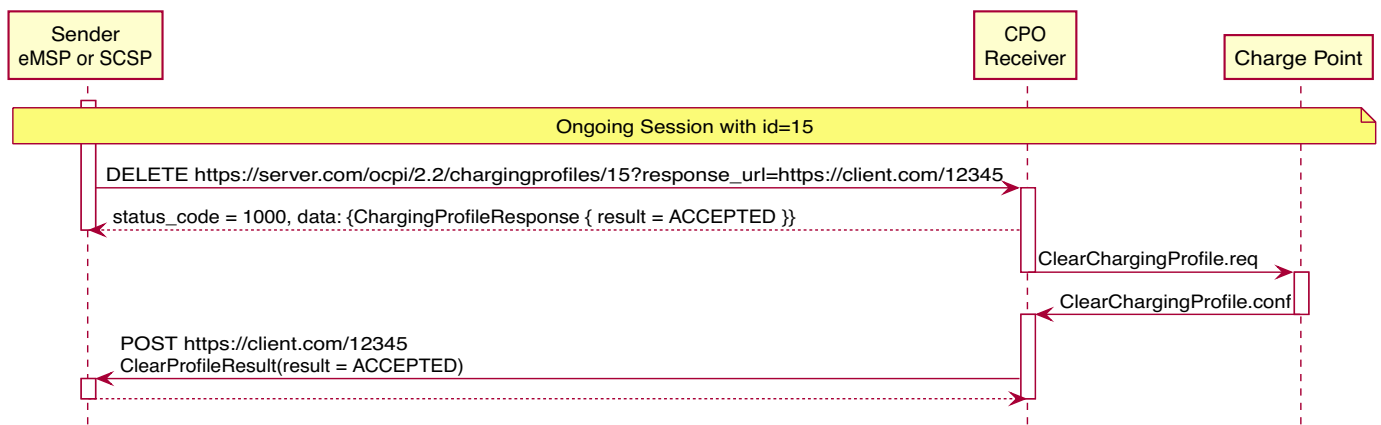 Sender
eMSP or SCSP
CPO
Receiver
Charge Point
Ongoing Session with id=15
DELETE https://server.com/ocpi/2.2/chargingprofiles/15?response_url=https://client.com/12345
status_code = 1000, data: {ChargingProfileResponse { result = ACCEPTED }}
ClearChargingProfile.req
ClearChargingProfile.conf
POST https://client.com/12345
ClearProfileResult(result = ACCEPTED)